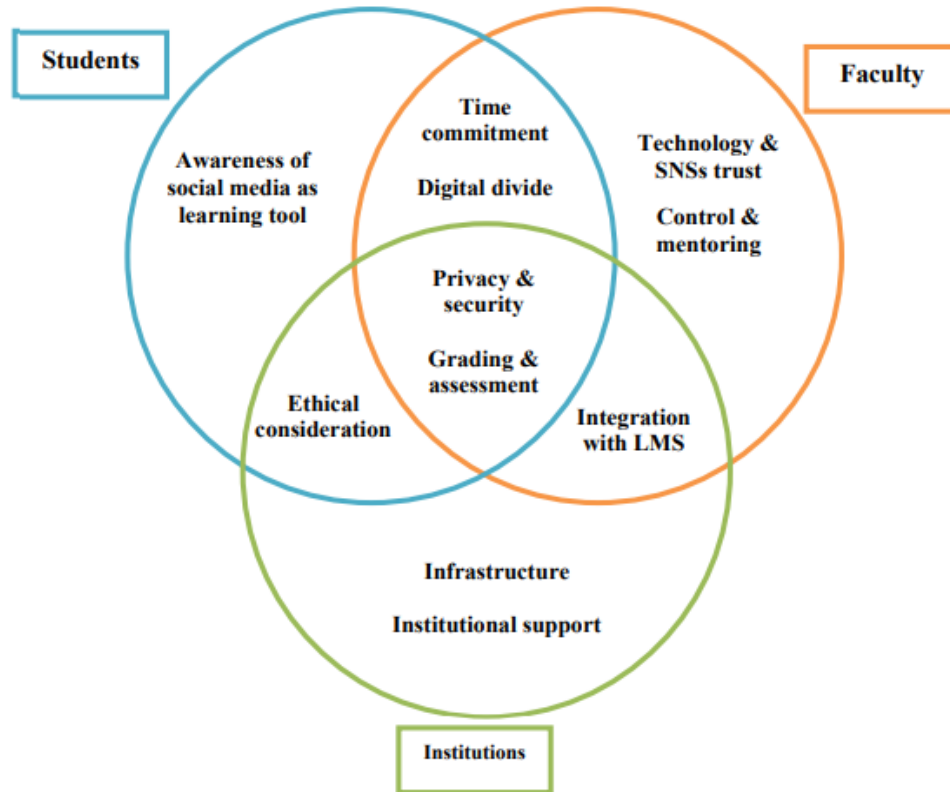 Students
Faculty
Time
commitment
Digital divide
Awareness of
social media as
learning tool
Technology &
SNSs trust
Control &
mentoring
Privacy &
security
Grading &
assessment
Ethical
consideration
Integration
with LMS
Infrastructure
Institutional support
Institutions